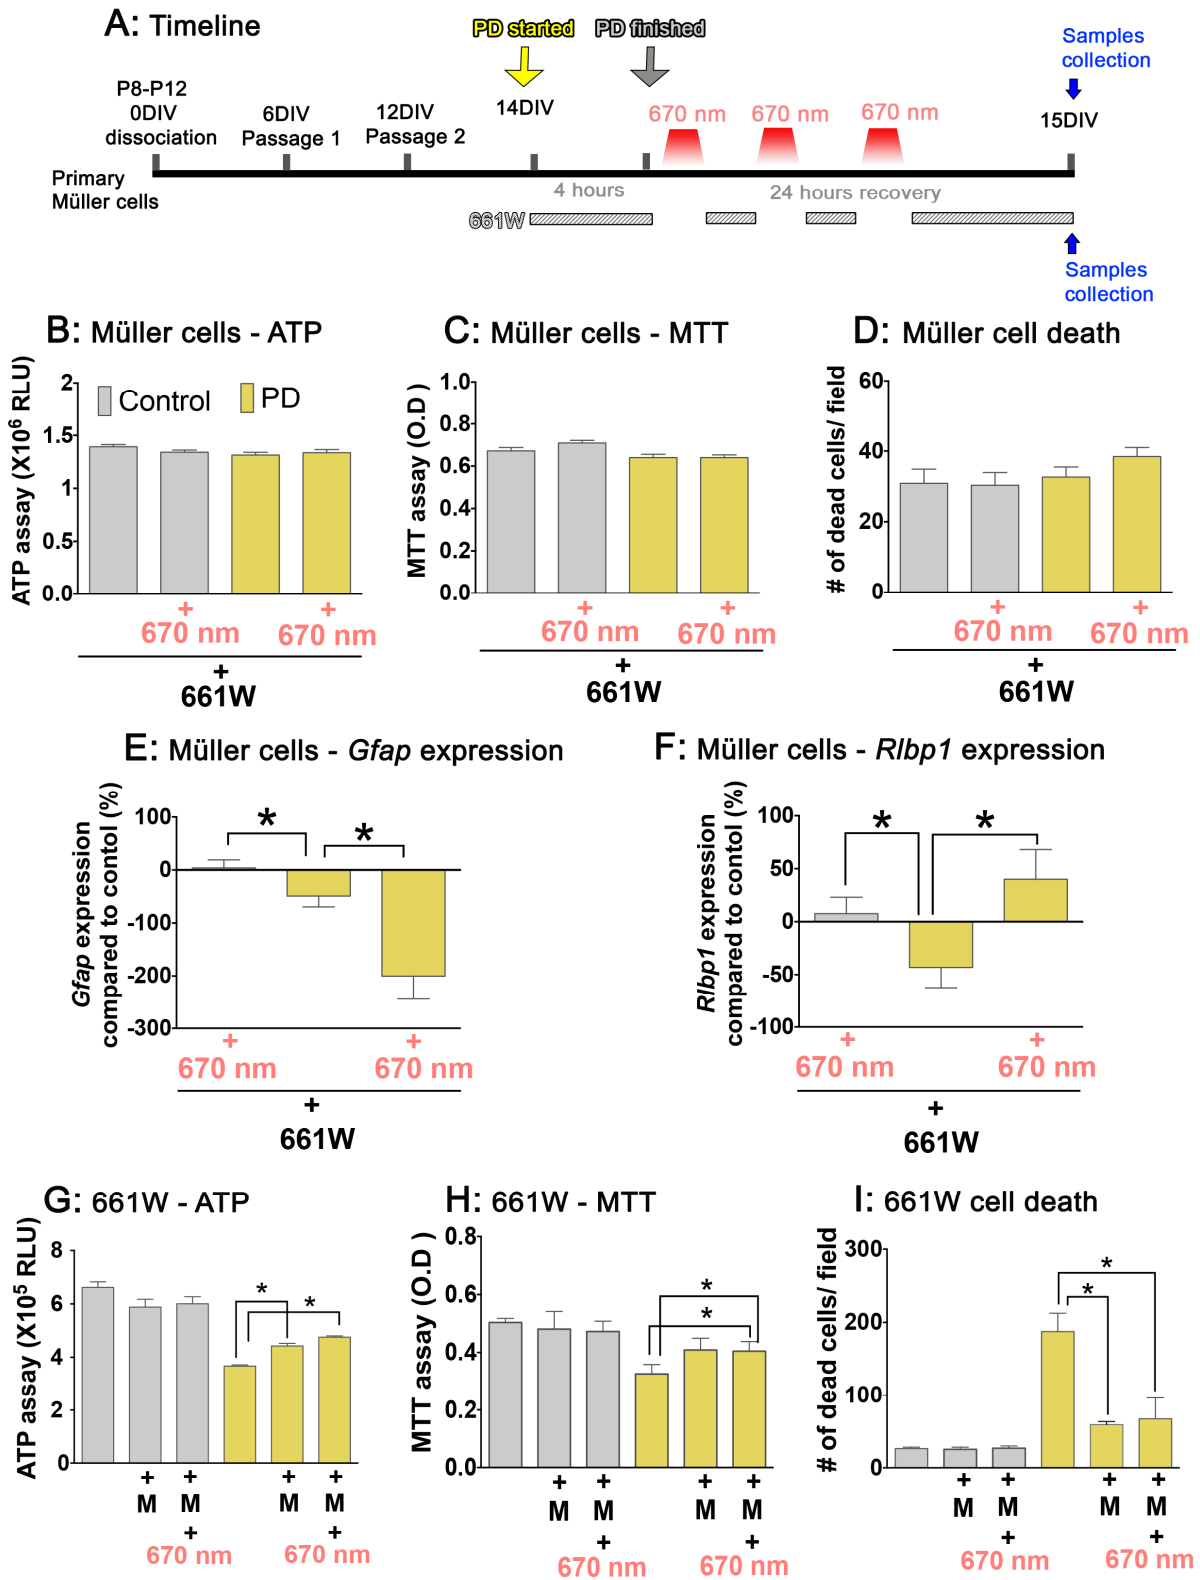 A: Timeline
PD started
PD finished
Samples
collection
P8-P12
0DIV
dissociation
6DIV
Passage 1
12DIV
Passage 2
14DIV
670 nm
670 nm
670 nm
15DIV
Primary
Müller cells
4 hours
24 hours recovery
661W
Samples
collection
B: Müller cells - ATP
ATP assay (X10⁶ RLU)
2
1.5
1
0.5
0.0
Control
PD
+
670 nm
+
670 nm
+
661W
C: Müller cells - MTT
MTT assay (O.D )
1.0
0.8
0.6
0.4
0.2
0.0
+
670 nm
+
670 nm
+
661W
D: Müller cell death
# of dead cells/ field
60
40
20
0
+
670 nm
+
670 nm
+
661W
E: Müller cells - Gfap expression
Gfap expression
compared to contol (%)
100
0
-100
-200
-300
*
*
+
670 nm
+
670 nm
+
661W
F: Müller cells - Rlbp1 expression
Rlbp1 expression
compared to contol (%)
100
50
0
-50
-100
*
*
+
670 nm
+
670 nm
+
661W
G: 661W - ATP
ATP assay (X10⁵ RLU)
8
6
4
2
0
*
*
+ + + +
M M M M
+ +
670 nm 670 nm
H: 661W - MTT
MTT assay (O.D )
0.8
0.6
0.4
0.2
0.0
*
*
+ + + +
M M M M
+ +
670 nm 670 nm
I: 661W cell death
# of dead cells/ field
300
200
100
0
*
*
+ + + +
M M M M
+ +
670 nm 670 nm